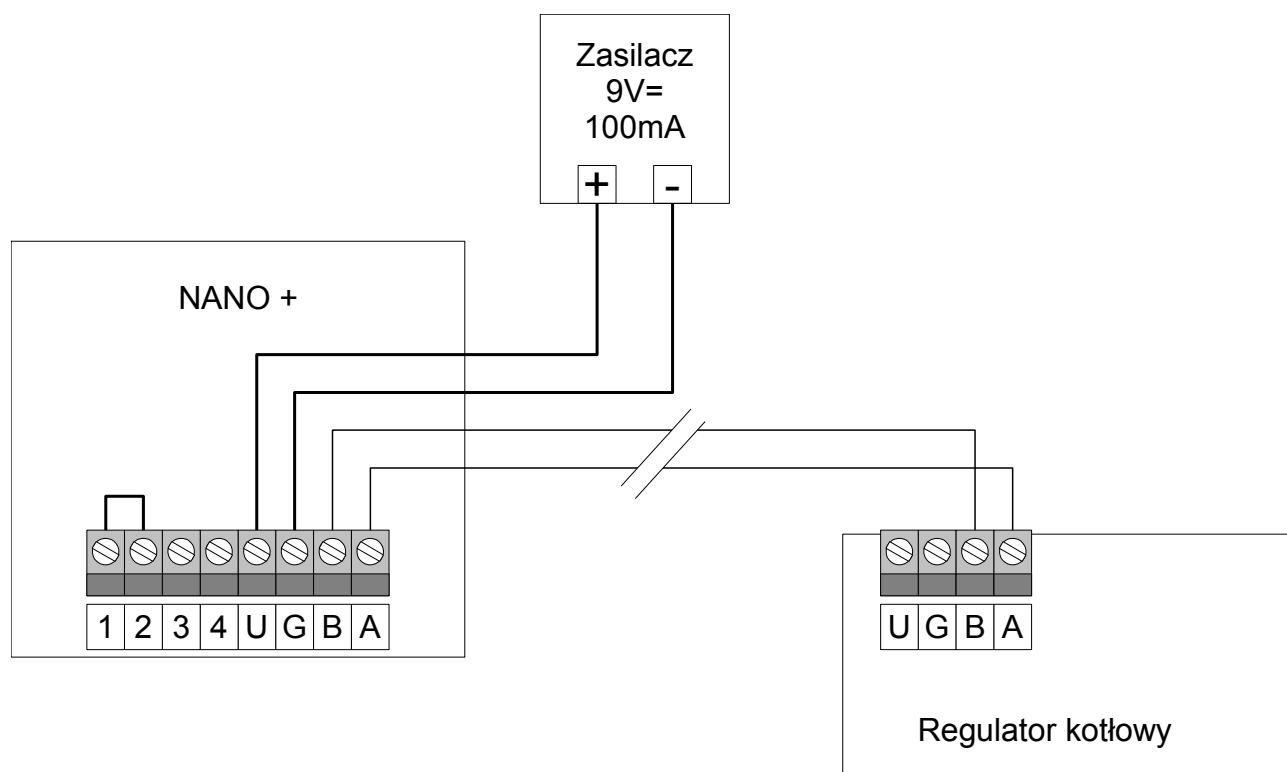 Zasilacz
9V=
100mA
+ -
NANO +
1 2 3 4 U G B A
U G B A
Regulator kotłowy